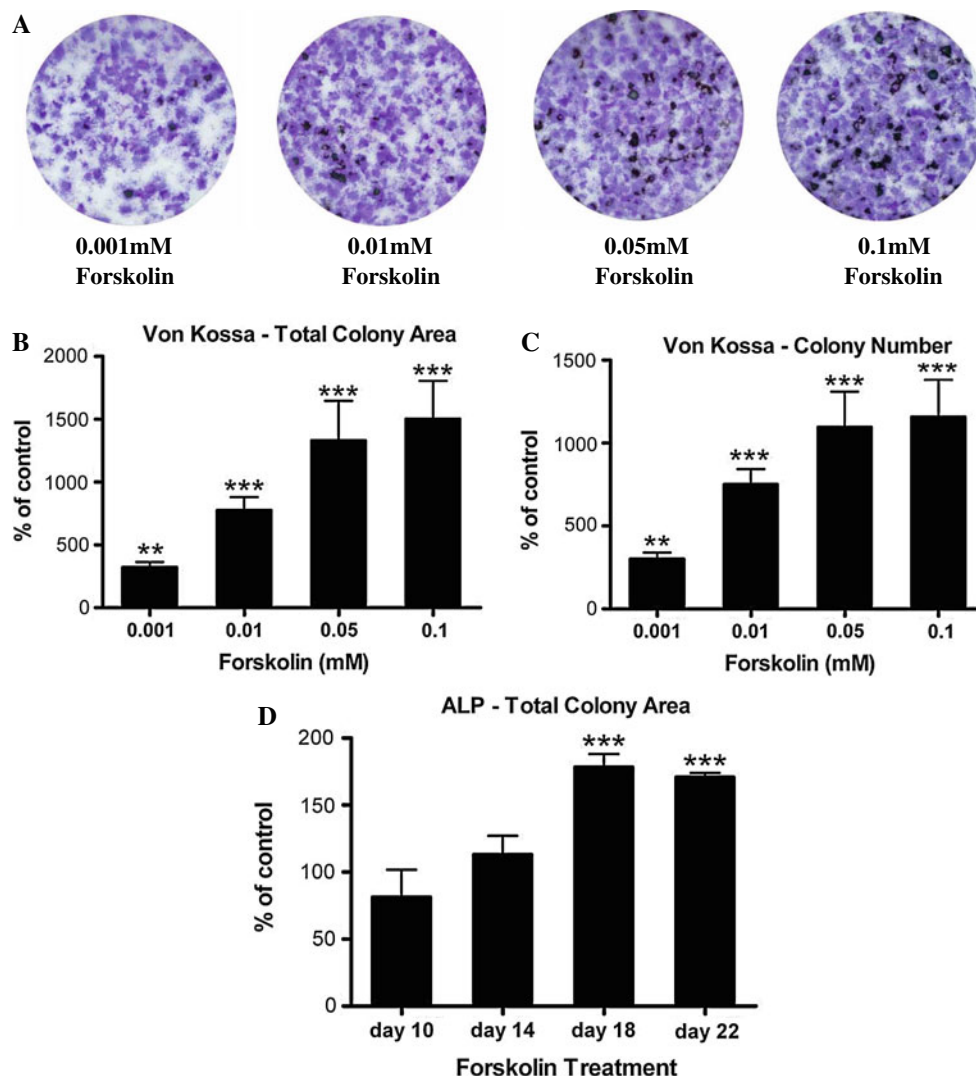 A
0.001mM
Forskolin
0.01mM
Forskolin
0.05mM
Forskolin
0.1mM
Forskolin
B
Von Kossa - Total Colony Area
2000
1500
1000
500
0
% of control
**
***
***
***
0.001
0.01
0.05
0.1
Forskolin (mM)
C
Von Kossa - Colony Number
1500
1000
500
0
% of control
**
***
***
***
0.001
0.01
0.05
0.1
Forskolin (mM)
D
ALP - Total Colony Area
200
150
100
50
0
% of control
***
***
day 10
day 14
day 18
day 22
Forskolin Treatment